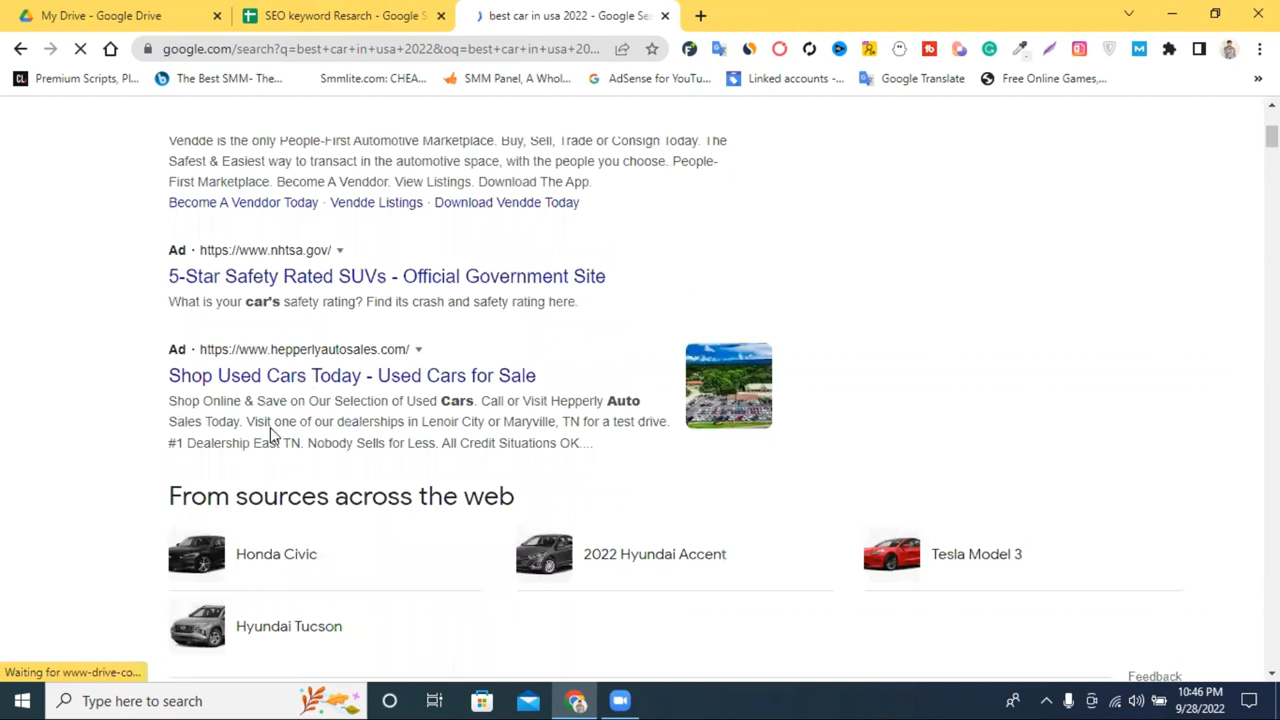 My Drive - Google Drive
SEO keyword Resarch - Google S
best car in usa 2022 - Google Sea
google.com/search?q=best+car+in+usa+2022&oq=best+car+in+usa+20...
Premium Scripts, Pl...
The Best SMM- The...
Smmlite.com: CHEA...
SMM Panel, A Whol...
AdSense for YouTu...
Linked accounts -...
Google Translate
Free Online Games,...
»
Vendde is the only People-First Automotive Marketplace. Buy, Sell, Trade or Consign Today. The
Safest & Easiest way to transact in the automotive space, with the people you choose. People-
First Marketplace. Become A Venddor. View Listings. Download The App.
Become A Venddor Today · Vendde Listings · Download Vendde Today
Ad · https://www.nhtsa.gov/
5-Star Safety Rated SUVs - Official Government Site
What is your car's safety rating? Find its crash and safety rating here.
Ad · https://www.hepperlyautosales.com/
Shop Used Cars Today - Used Cars for Sale
Shop Online & Save on Our Selection of Used Cars. Call or Visit Hepperly Auto
Sales Today. Visit one of our dealerships in Lenoir City or Maryville, TN for a test drive.
#1 Dealership East TN. Nobody Sells for Less. All Credit Situations OK....
From sources across the web
Honda Civic
2022 Hyundai Accent
Tesla Model 3
Hyundai Tucson
Feedback
Waiting for www-drive-co...
Type here to search
10:46 PM
9/28/2022